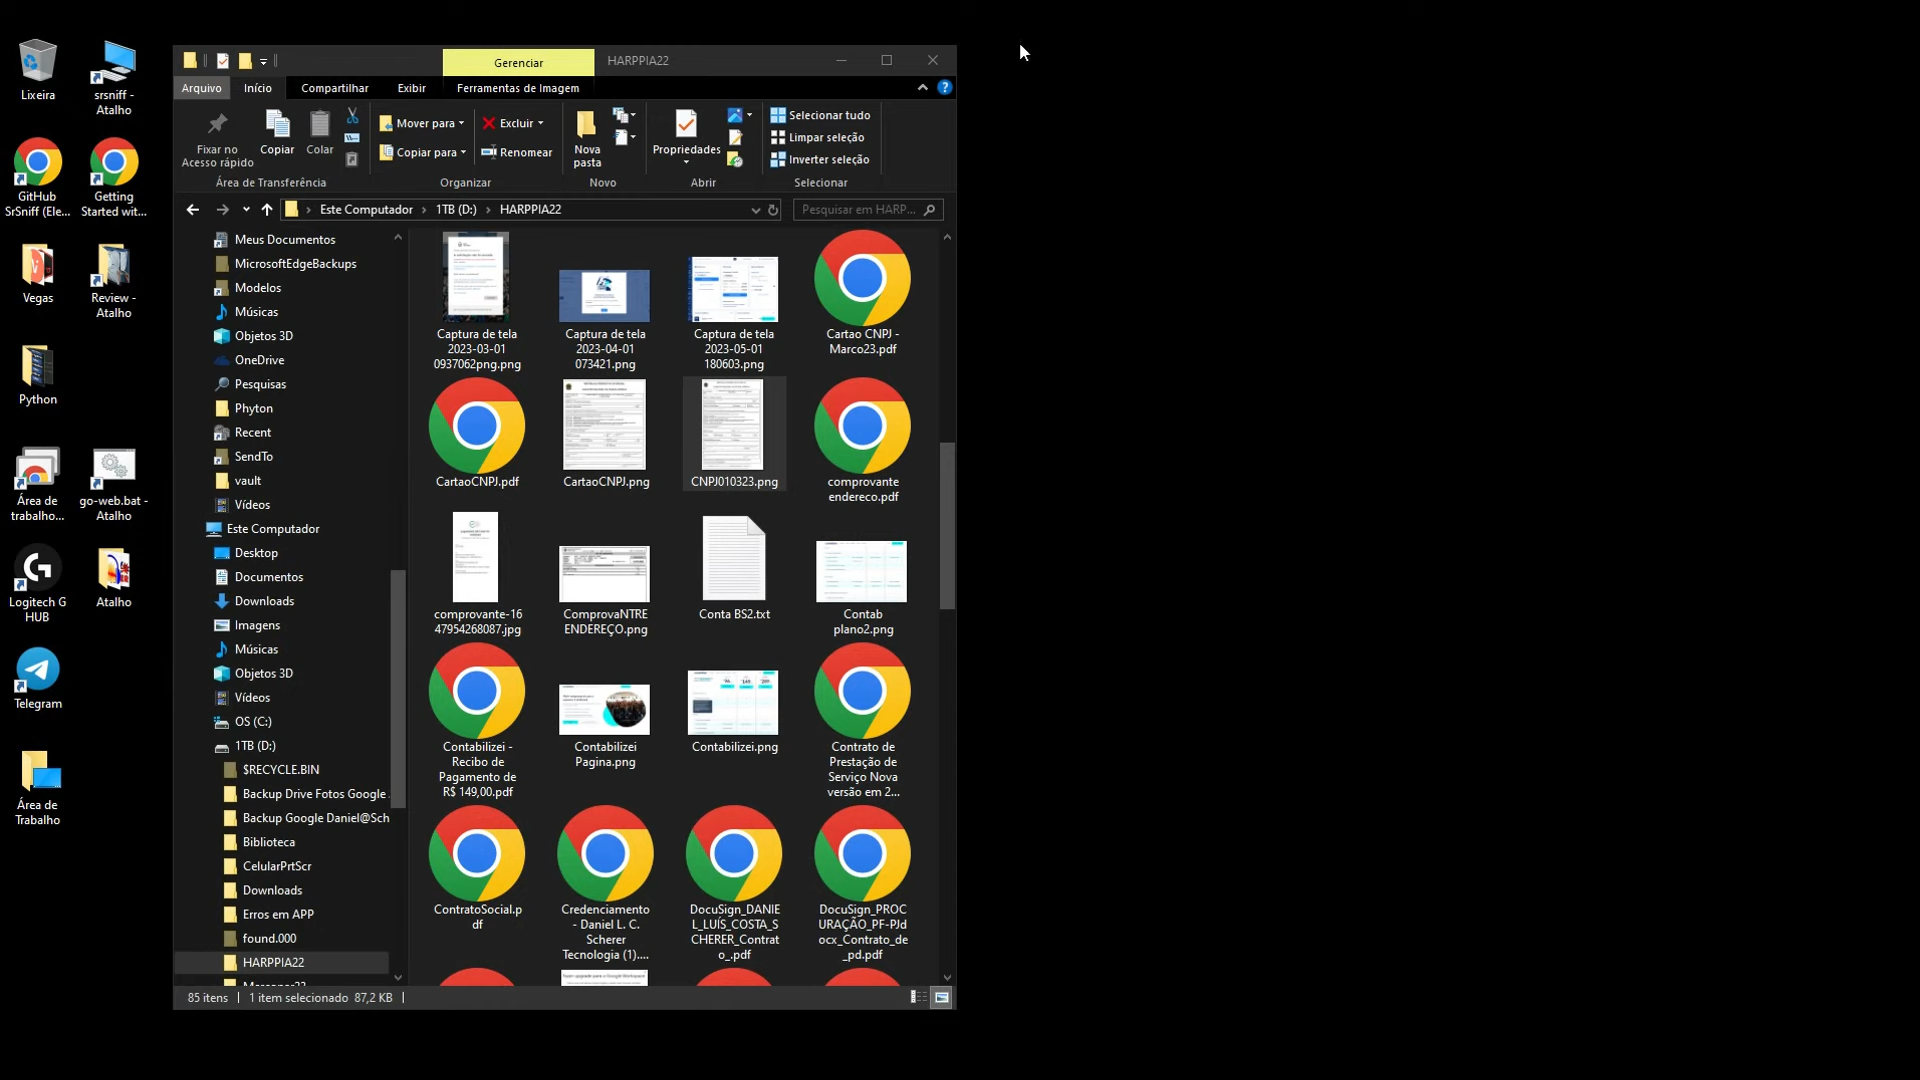 Lixeira
srsniff -
Atalho
GitHub
SrSniff (Ele...
Getting
Started wit...
Vegas
Review -
Atalho
Python
Área de
trabalho...
go-web.bat -
Atalho
Logitech G
HUB
Atalho
Telegram
Área de
Trabalho
Gerenciar
HARPPIA22
Arquivo
Início
Compartilhar
Exibir
Ferramentas de Imagem
Fixar no
Acesso rápido
Copiar
Colar
Mover para
Copiar para
Excluir
Renomear
Nova
pasta
Propriedades
Selecionar tudo
Limpar seleção
Inverter seleção
Área de Transferência
Organizar
Novo
Abrir
Selecionar
Este Computador
1TB (D:)
HARPPIA22
Pesquisar em HARP...
Meus Documentos
MicrosoftEdgeBackups
Modelos
Músicas
Objetos 3D
OneDrive
Pesquisas
Phyton
Recent
SendTo
vault
Vídeos
Este Computador
Desktop
Documentos
Downloads
Imagens
Músicas
Objetos 3D
Vídeos
OS (C:)
1TB (D:)
$RECYCLE.BIN
Backup Drive Fotos Google
Backup Google Daniel@Sch
Biblioteca
CelularPrtScr
Downloads
Erros em APP
found.000
HARPPIA22
Captura de tela
2023-03-01
0937062png.png
Captura de tela
2023-04-01
073421.png
Captura de tela
2023-05-01
180603.png
Cartao CNPJ -
Marco23.pdf
CartaoCNPJ.pdf
CartaoCNPJ.png
CNPJ010323.png
comprovante
endereco.pdf
comprovante-16
47954268087.jpg
ComprovaNTRE
ENDEREÇO.png
Conta BS2.txt
Contab
plano2.png
Contabilizei -
Recibo de
Pagamento de
R$ 149,00.pdf
Contabilizei
Pagina.png
Contabilizei.png
Contrato de
Prestação de
Serviço Nova
versão em 2...
ContratoSocial.p
df
Credenciamento
- Daniel L. C.
Scherer
Tecnologia (1)....
DocuSign_DANIE
L_LUÍS_COSTA_S
CHERER_Contrat
o_.pdf
DocuSign_PROC
URAÇÃO_PF-PJd
ocx_Contrato_de
_pd.pdf
85 itens
1 item selecionado 87,2 KB